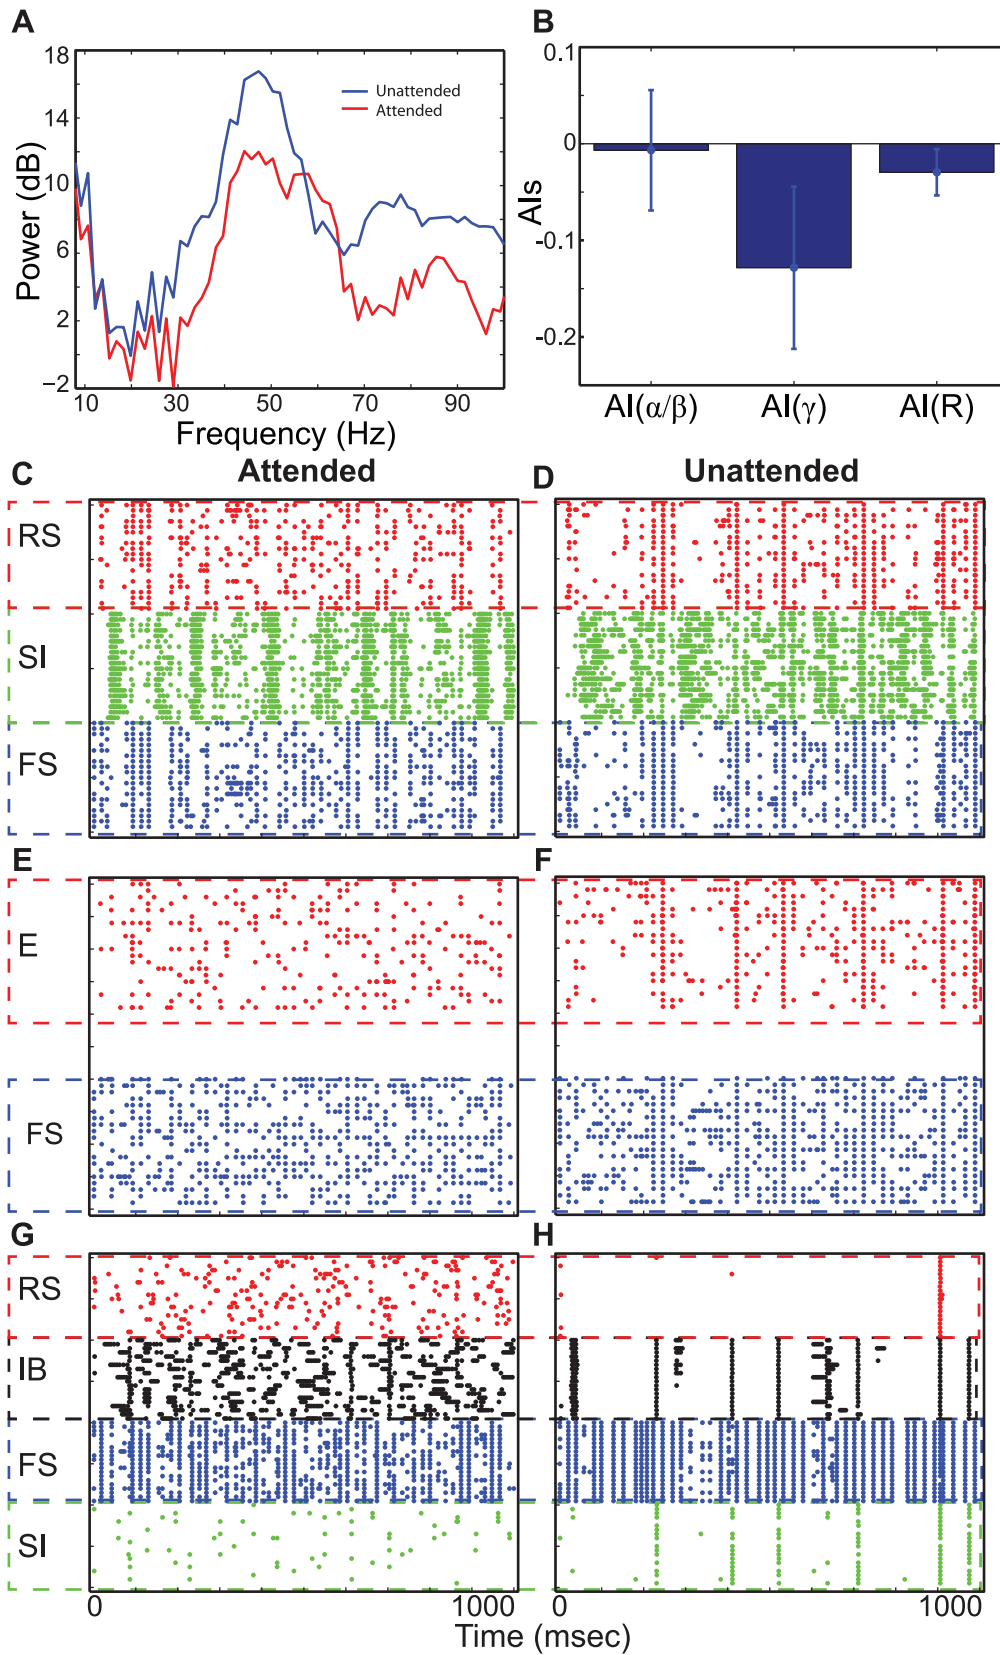 A
B
18
14
10
6
2
−2
Power (dB)
Unattended
Attended
10
30
50
70
90
Frequency (Hz)
0.1
0
-0.1
-0.2
AIs
AI(α/β)
AI(γ)
AI(R)
C
Attended
D
Unattended
RS
SI
FS
E
F
E
FS
G
H
RS
IB
FS
SI
0
1000
0
1000
Time (msec)